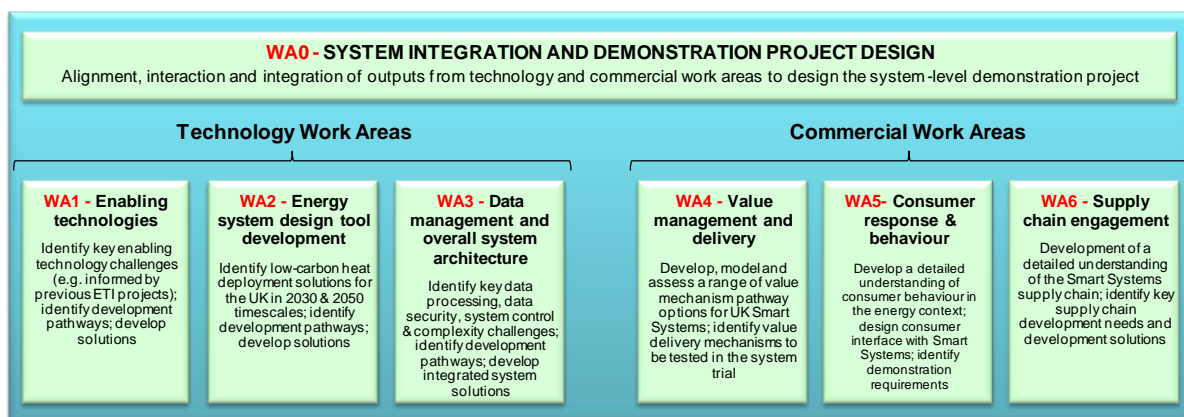 WA0 - SYSTEM INTEGRATION AND DEMONSTRATION PROJECT DESIGN
Alignment, interaction and integration of outputs from technology and commercial work areas to design the system-level demonstration project
Technology Work Areas
Commercial Work Areas
WA1 - Enabling
technologies
Identify key enabling
technology challenges
(e.g. informed by
previous ETI projects);
identify development
pathways; develop
solutions
WA2 - Energy
system design tool
development
Identify low-carbon heat
deployment solutions for
the UK in 2030 & 2050
timescales; identify
development pathways;
develop solutions
WA3 - Data
management and
overall system
architecture
Identify key data
processing, data
security, system control
& complexity challenges;
identify development
pathways; develop
integrated system
solutions
WA4 - Value
management and
delivery
Develop, model and
assess a range of value
mechanism pathway
options for UK Smart
Systems; identify value
delivery mechanisms to
be tested in the system
trial
WA5- Consumer
response &
behaviour
Develop a detailed
understanding of
consumer behaviour in
the energy context;
design consumer
interface with Smart
Systems; identify
demonstration
requirements
WA6 - Supply
chain engagement
Development of a
detailed understanding
of the Smart Systems
supply chain; identify key
supply chain
development needs and
development solutions